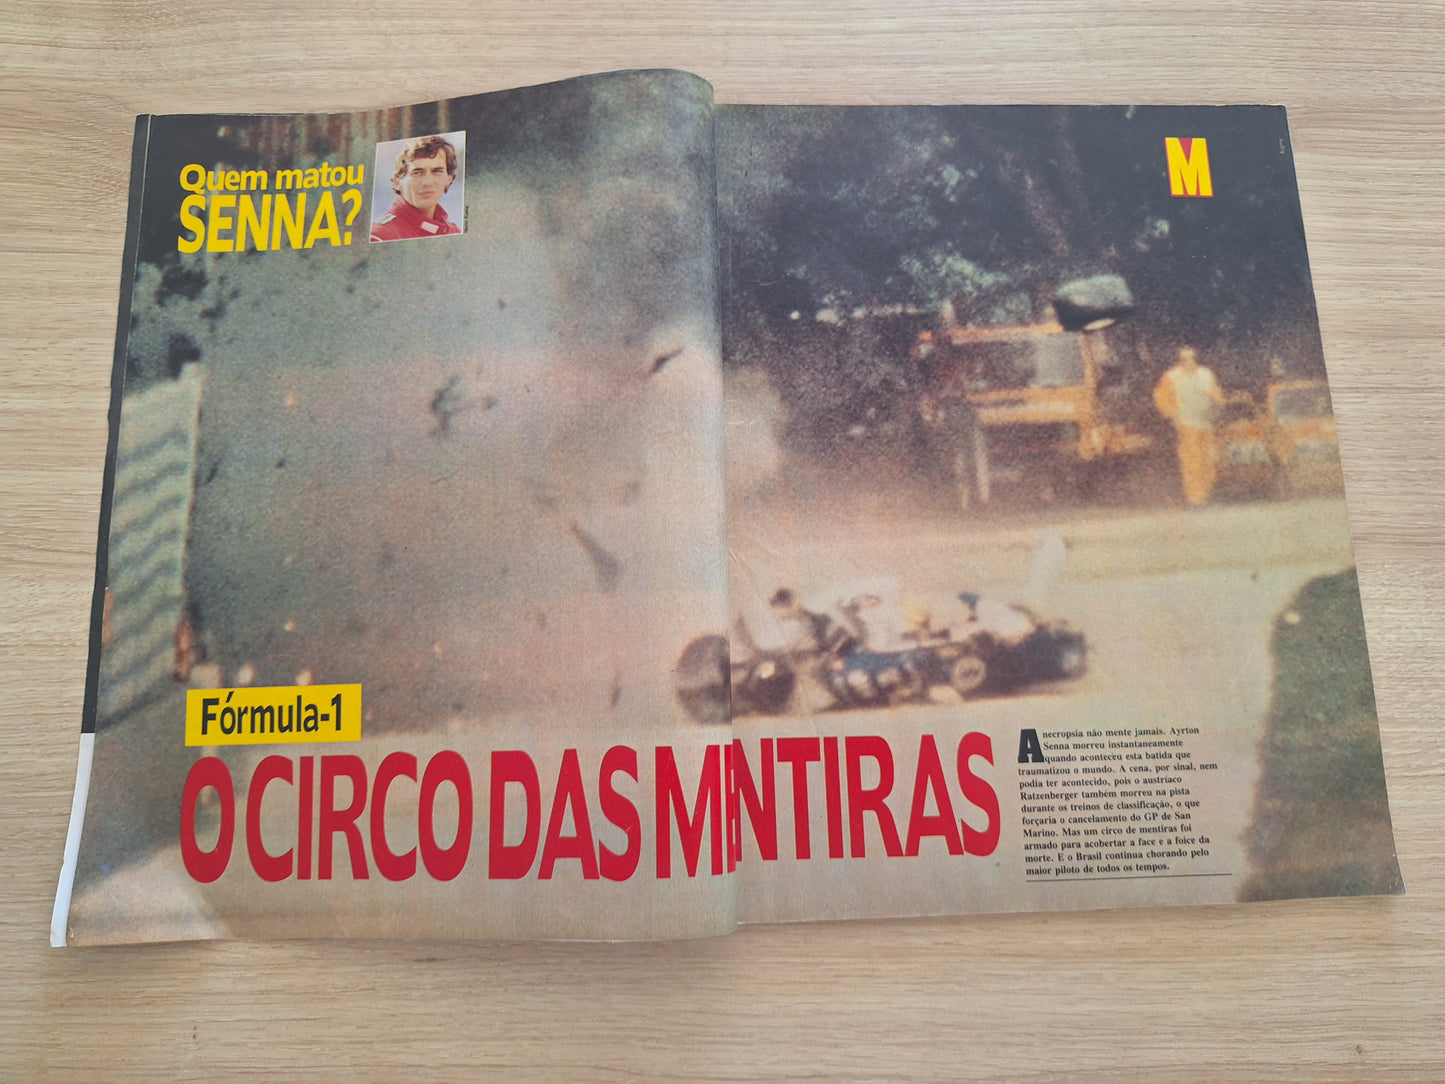 Quem matou
SENNA?
M
Fórmula-1
O CIRCO DAS MENTIRAS
A necropsia não mente jamais. Ayrton
Senna morreu instantaneamente
quando aconteceu esta batida que
traumatizou o mundo. A cena, por sinal, nem
podia ter acontecido, pois o austríaco
Ratzenberger também morreu na pista
durante os treinos de classificação, o que
forçaria o cancelamento do GP de San
Marino. Mas um circo de mentiras foi
armado para acobertar a face e a foice da
morte. E o Brasil continua chorando pelo
maior piloto de todos os tempos.